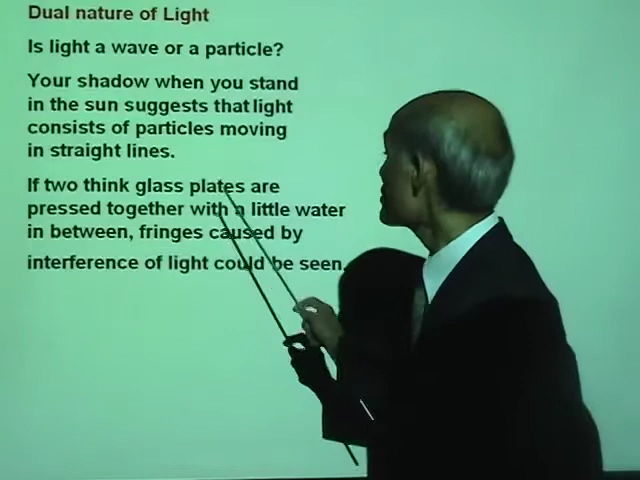 Dual nature of Light
Is light a wave or a particle?
Your shadow when you stand
in the sun suggests that light
consists of particles moving
in straight lines.
If two think glass plates are
pressed together with a little water
in between, fringes caused by
interference of light could be seen.